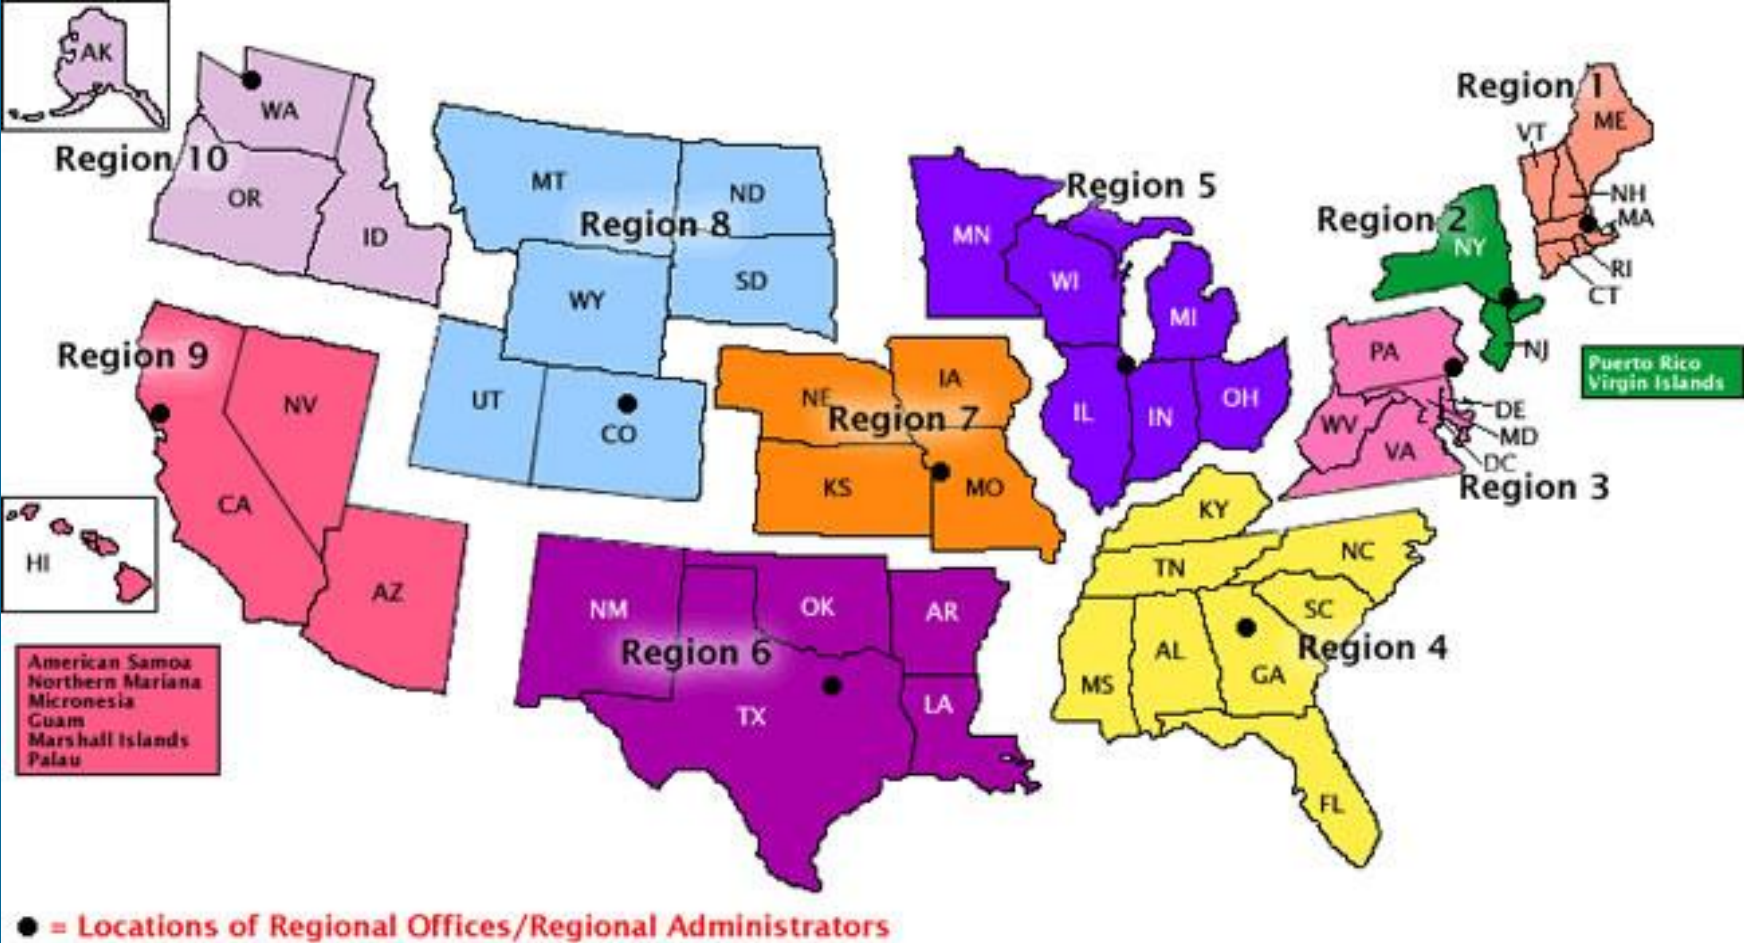 AK
WA
Region 10
OR
ID
MT
ND
Region 8
SD
WY
UT
CO
Region 9
NV
CA
AZ
HI
American Samoa
Northern Mariana
Micronesia
Guam
Marshall Islands
Palau
Region 5
MN
WI
MI
IL
IN
OH
NE
IA
Region 7
KS
MO
NM
OK
AR
Region 6
TX
LA
KY
TN
NC
SC
MS
AL
GA
Region 4
FL
Region 1
ME
VT
NH
MA
RI
CT
Region 2
NY
NJ
Puerto Rico
Virgin Islands
PA
WV
VA
DE
MD
DC
Region 3
= Locations of Regional Offices/Regional Administrators